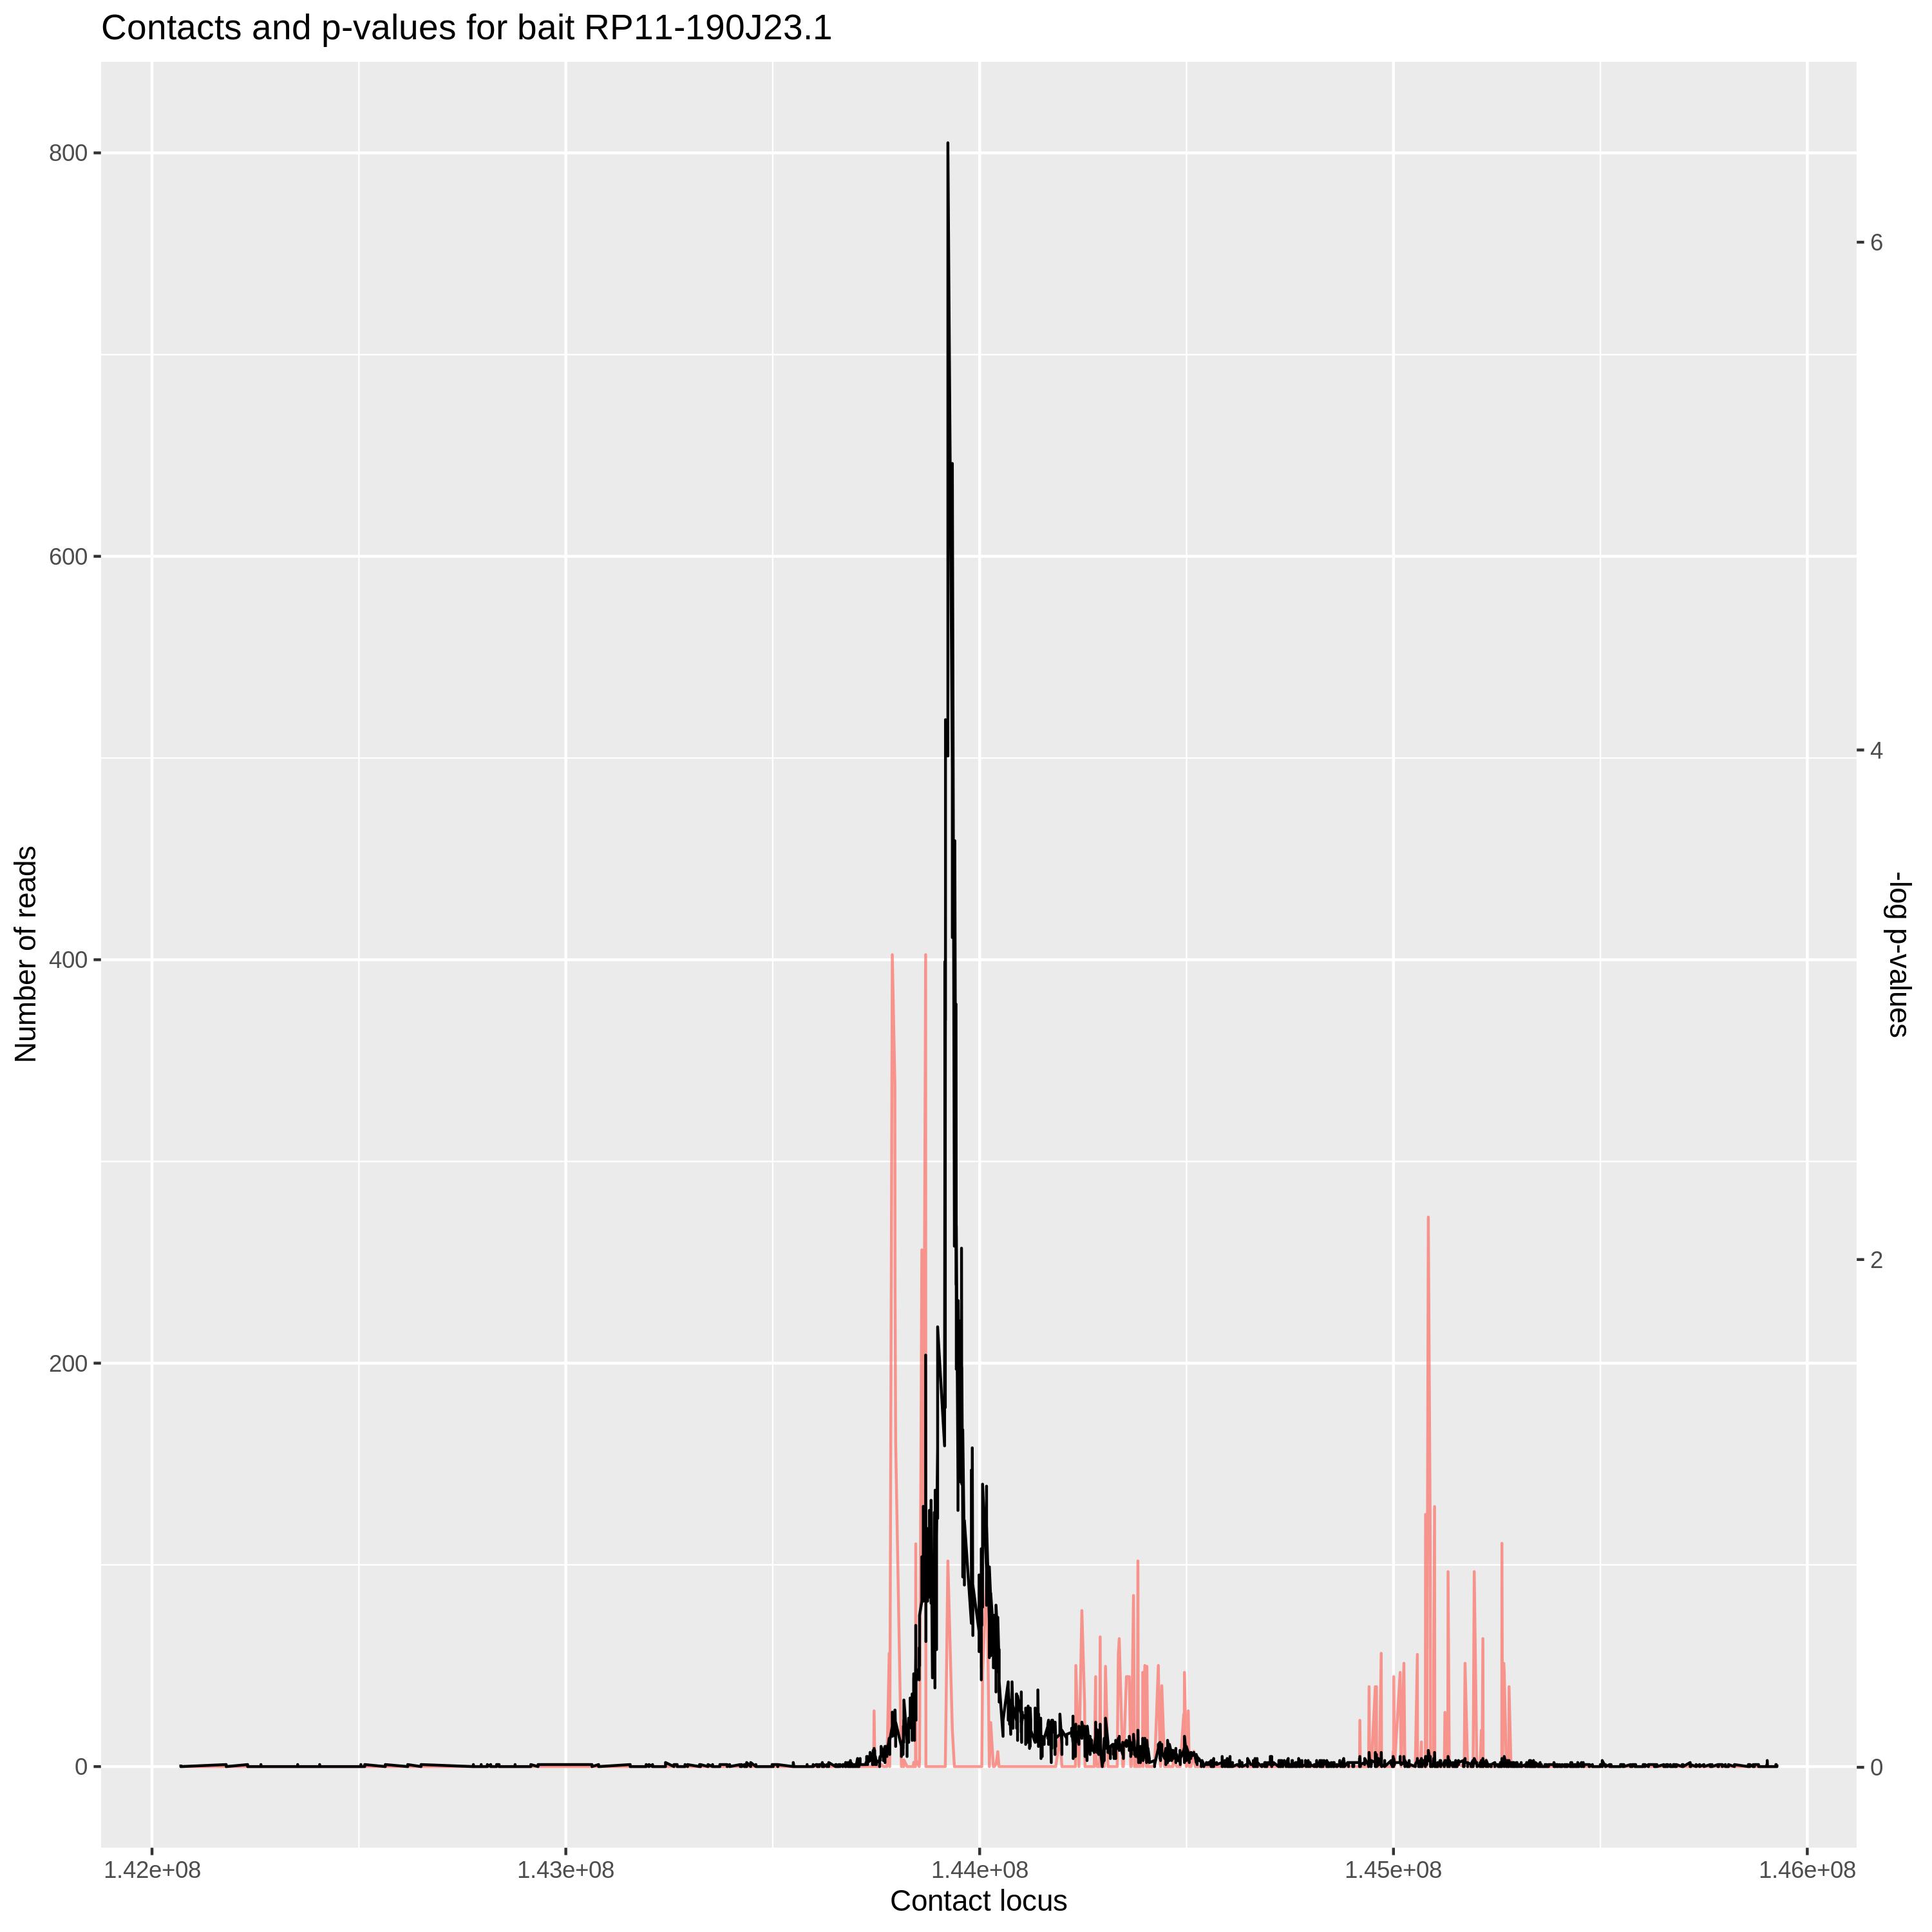 Contacts and p-values for bait RP11-190J23.1
800
600
400
200
0
Number of reads
6
4
2
0
-log p-values
1.42e+08 1.43e+08 1.44e+08 1.45e+08 1.46e+08
Contact locus